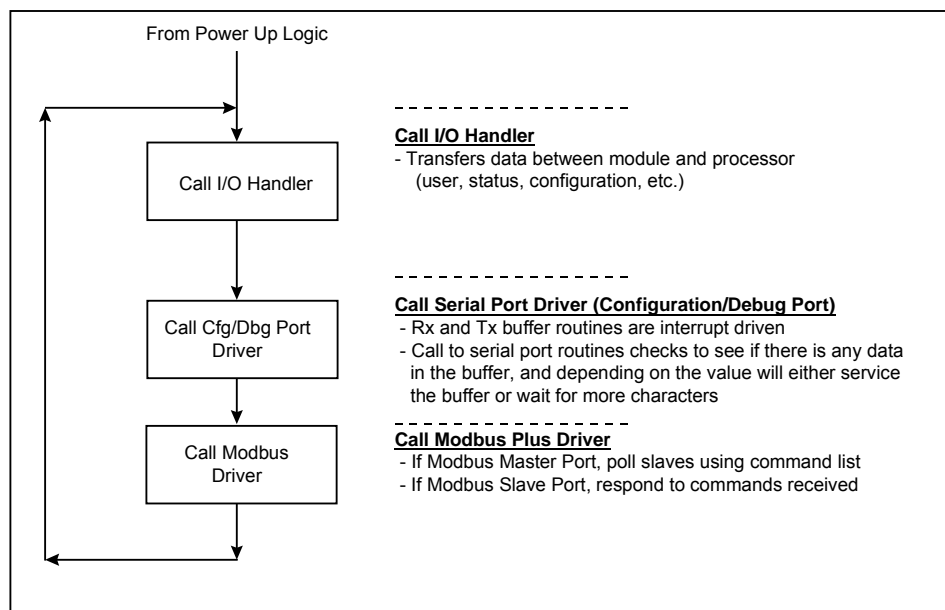 From Power Up Logic
Call I/O Handler
Call I/O Handler
- Transfers data between module and processor
(user, status, configuration, etc.)
Call Cfg/Dbg Port
Driver
Call Serial Port Driver (Configuration/Debug Port)
- Rx and Tx buffer routines are interrupt driven
- Call to serial port routines checks to see if there is any data
in the buffer, and depending on the value will either service
the buffer or wait for more characters
Call Modbus
Driver
Call Modbus Plus Driver
- If Modbus Master Port, poll slaves using command list
- If Modbus Slave Port, respond to commands received